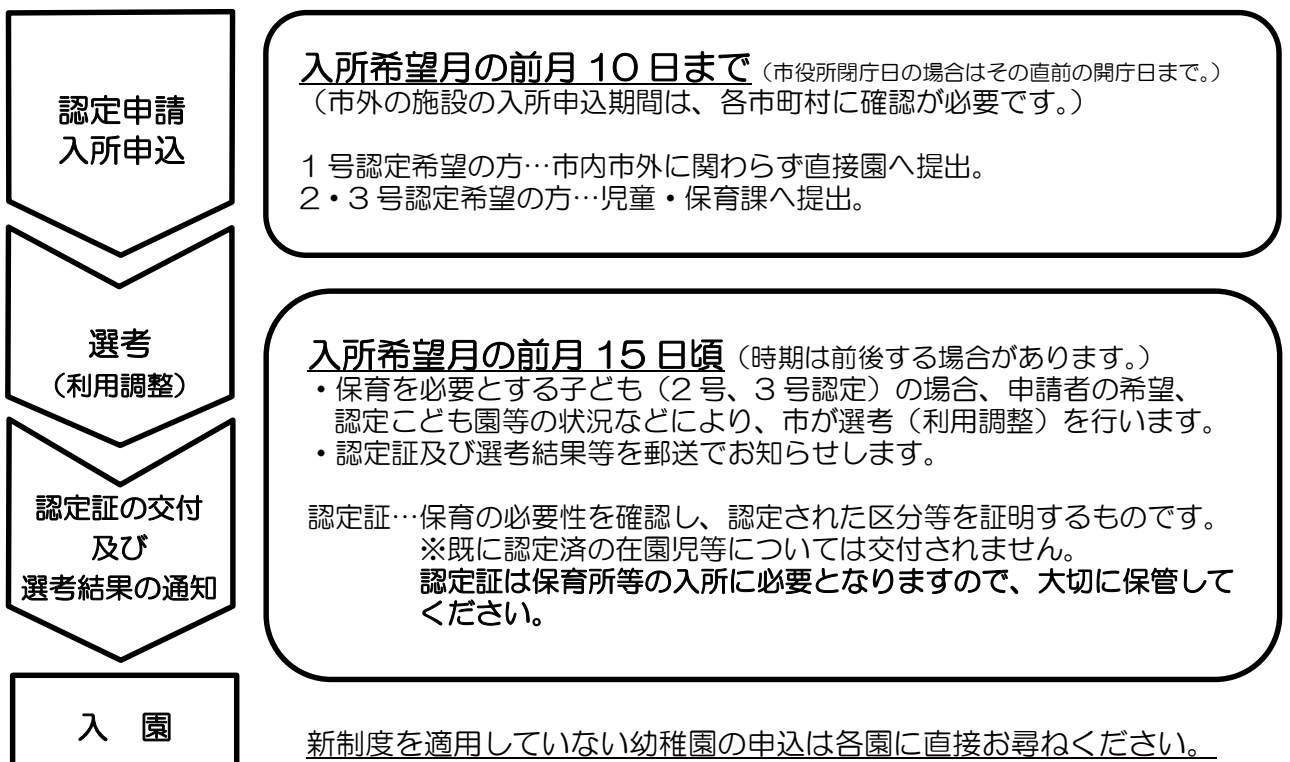 認定申請
入所申込
入所希望月の前月 10 日まで(市役所閉庁日の場合はその直前の開庁日まで。)
(市外の施設の入所申込期間は、各市町村に確認が必要です。)
1 号認定希望の方…市内市外に関わらず直接園へ提出。
2・3 号認定希望の方…児童・保育課へ提出。
選考
(利用調整)
入所希望月の前月 15 日頃(時期は前後する場合があります。)
・保育を必要とする子ども(2 号、3 号認定)の場合、申請者の希望、
認定こども園等の状況などにより、市が選考(利用調整)を行います。
・認定証及び選考結果等を郵送でお知らせします。
認定証の交付
及び
選考結果の通知
認定証…保育の必要性を確認し、認定された区分等を証明するものです。
※既に認定済の在園児等については交付されません。
認定証は保育所等の入所に必要となりますので、大切に保管して
ください。
入 園
新制度を適用していない幼稚園の申込は各園に直接お尋ねください。